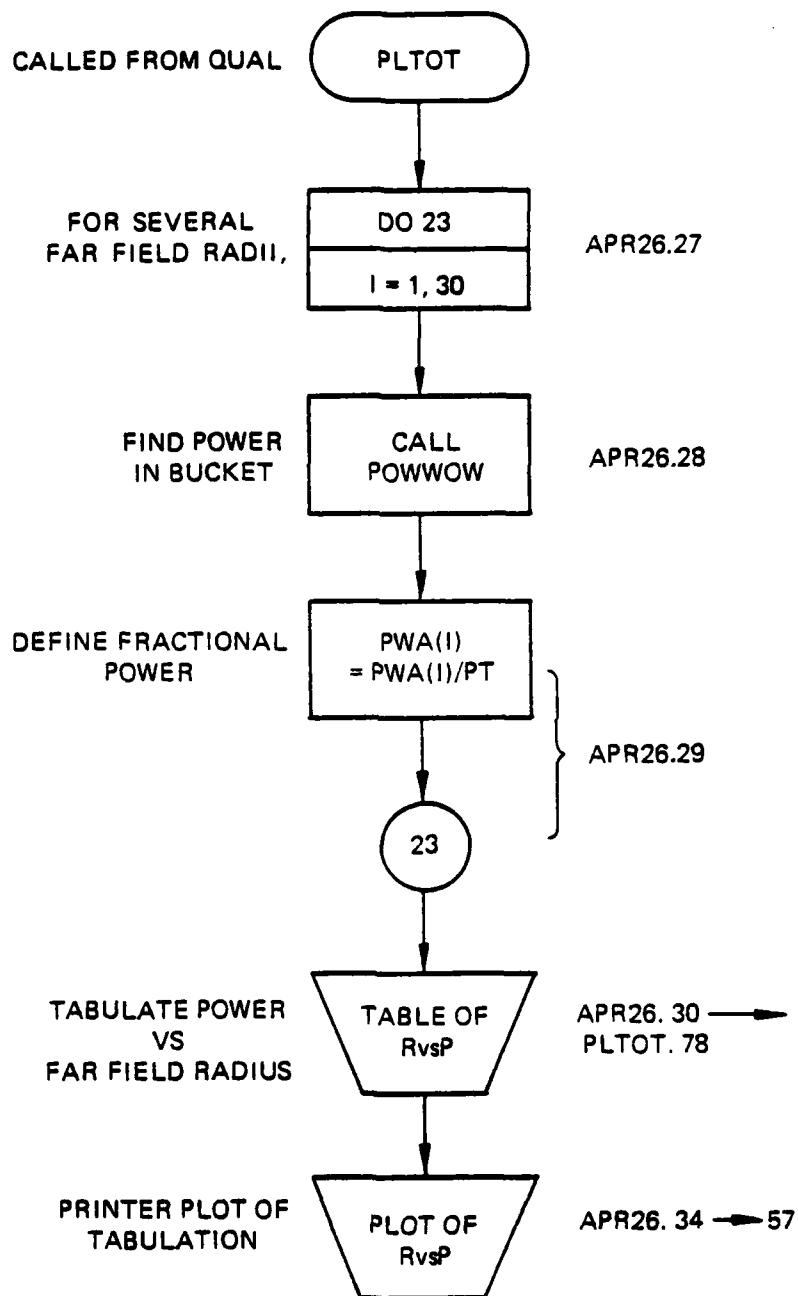 CALLED FROM QUAL
PLTOT
FOR SEVERAL
FAR FIELD RADII,
DO 23
I = 1, 30
APR26.27
FIND POWER
IN BUCKET
CALL
POWWOW
APR26.28
DEFINE FRACTIONAL
POWER
PWA(I)
= PWA(I)/PT
APR26.29
23
TABULATE POWER
VS
FAR FIELD RADIUS
TABLE OF
RvsP
APR26. 30
PLTOT. 78
PRINTER PLOT OF
TABULATION
PLOT OF
RvsP
APR26. 34 → 57